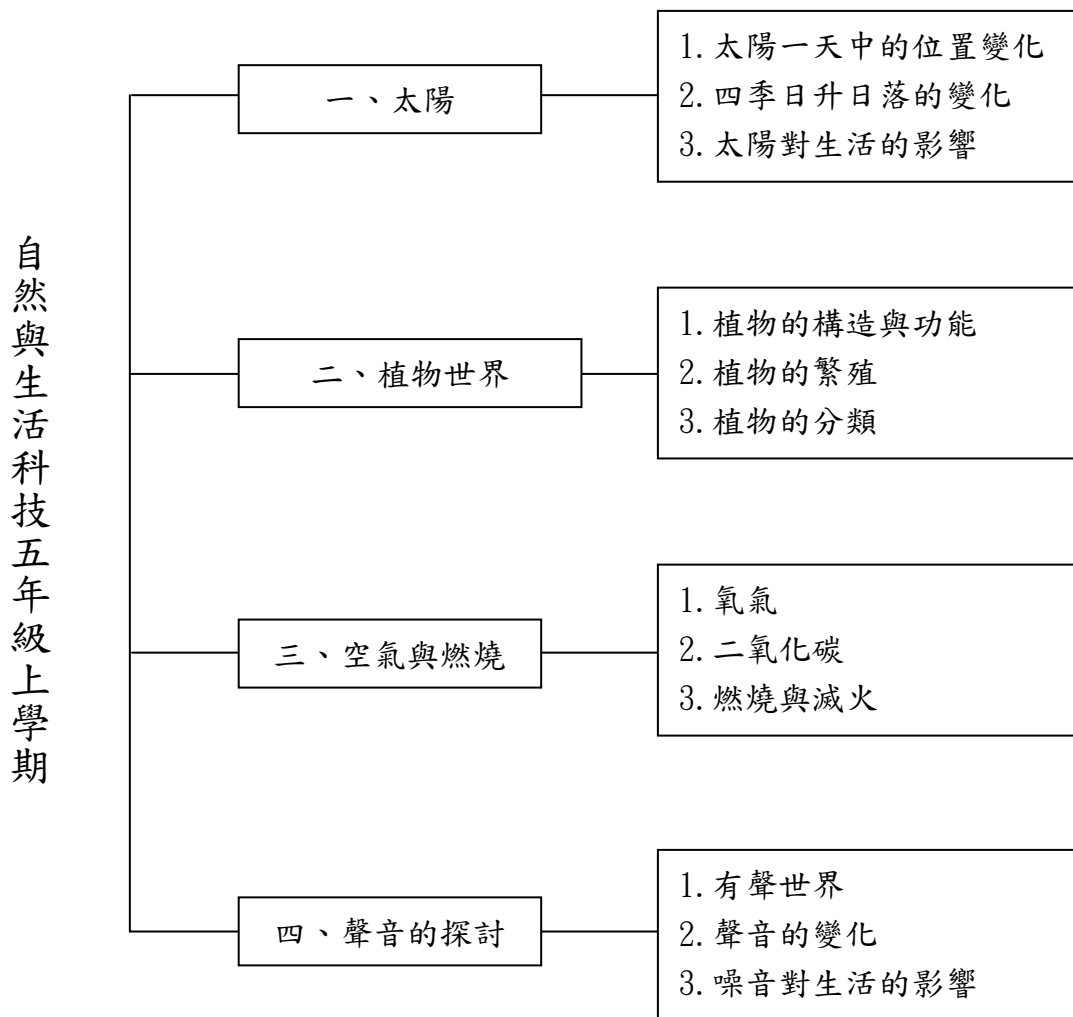 自然與生活科技五年級上學期
一、太陽
1.太陽一天中的位置變化
2.四季日升日落的變化
3.太陽對生活的影響
二、植物世界
1.植物的構造與功能
2.植物的繁殖
3.植物的分類
三、空氣與燃燒
1.氧氣
2.二氧化碳
3.燃燒與滅火
四、聲音的探討
1.有聲世界
2.聲音的變化
3.噪音對生活的影響